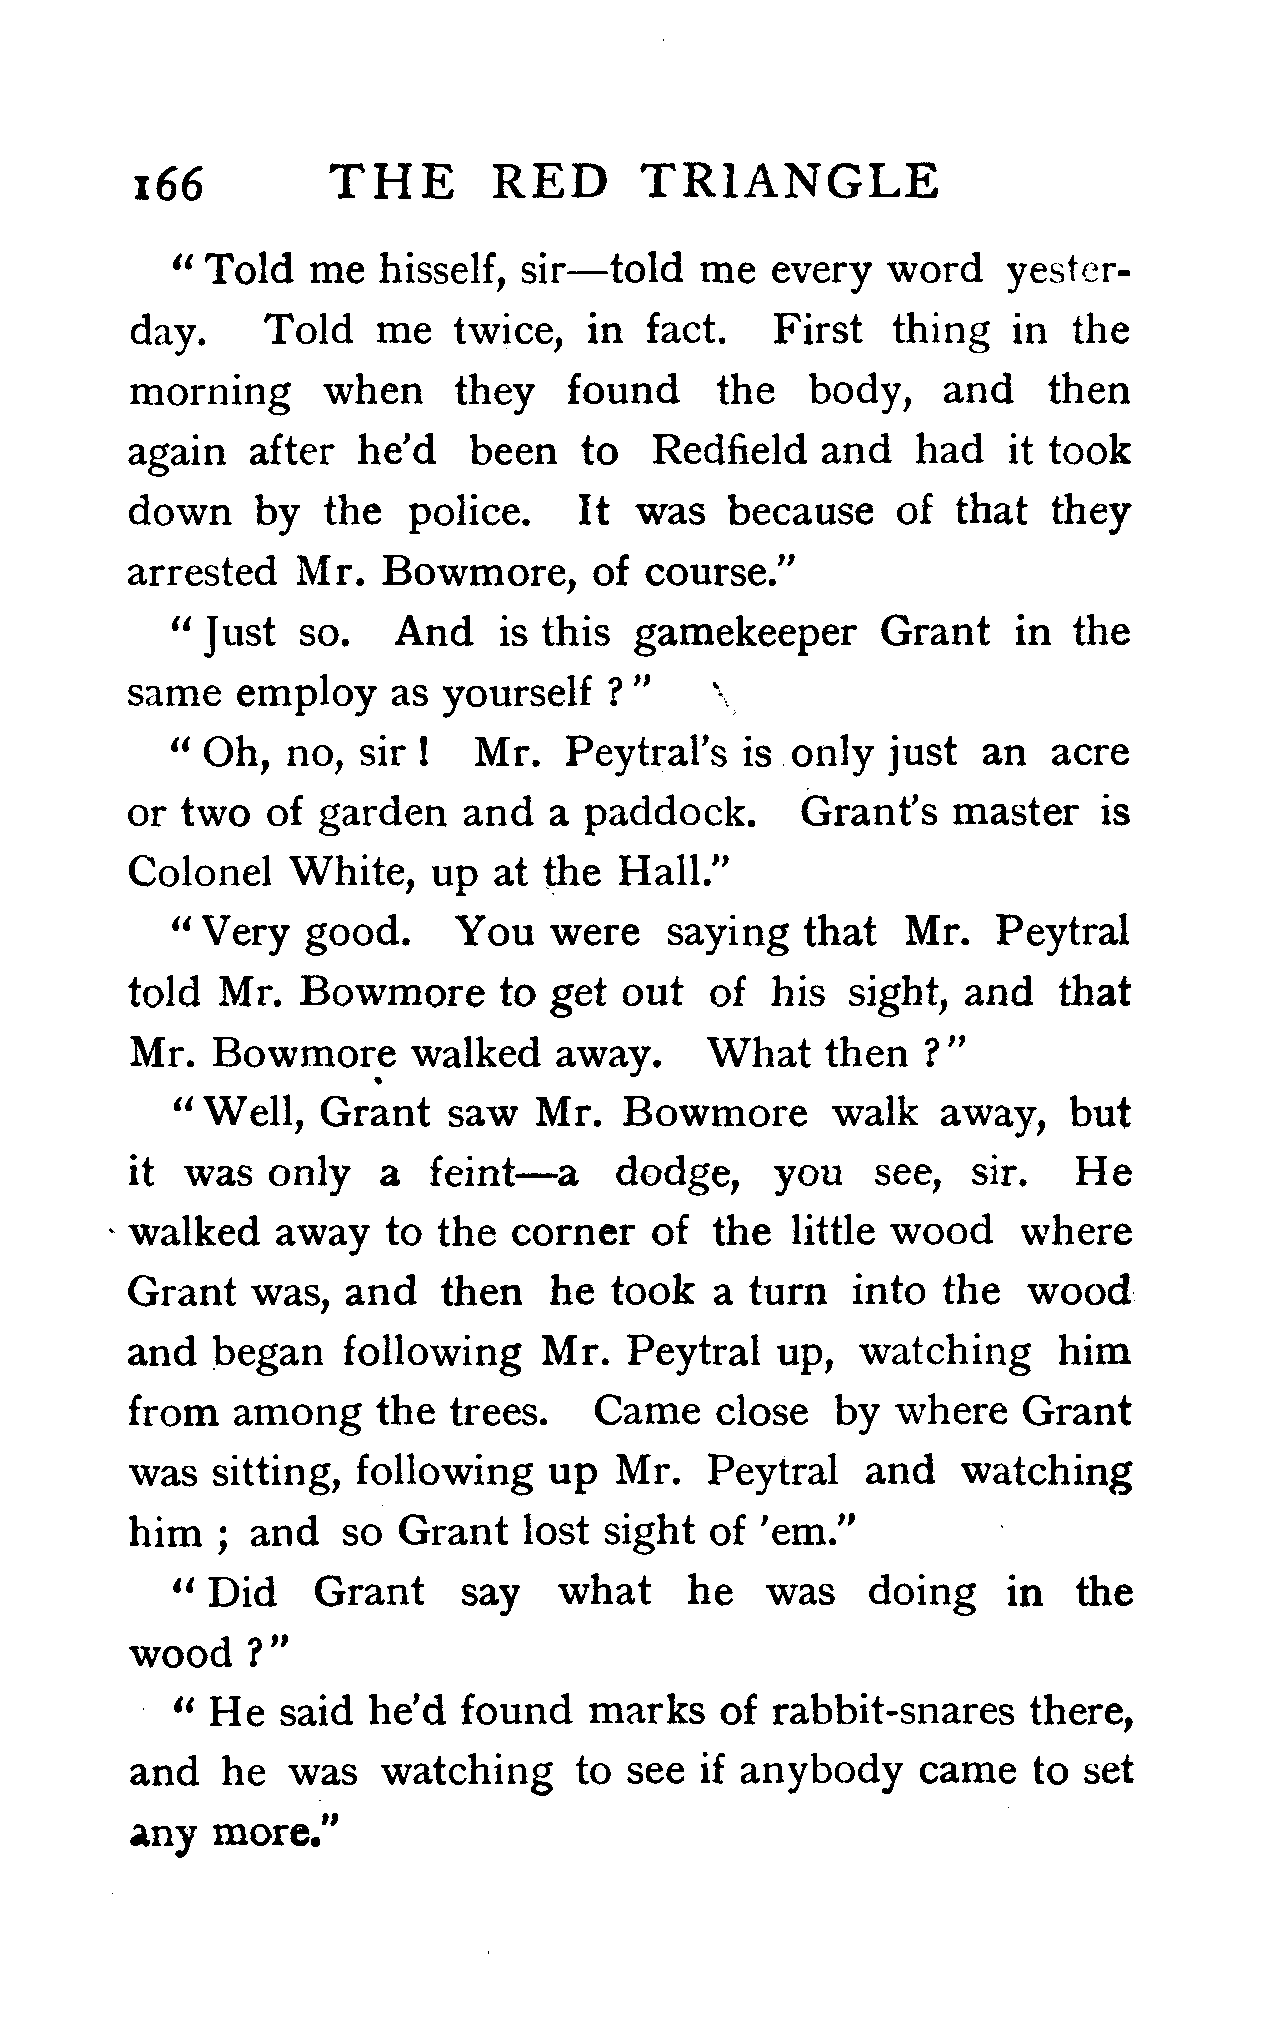 166 THE RED TRIANGLE
"Told me hisself, sir—told me every word yester-
day. Told me twice, in fact. First thing in the
morning when they found the body, and then
again after he'd been to Redfield and had it took
down by the police. It was because of that they
arrested Mr. Bowmore, of course."
"Just so. And is this gamekeeper Grant in the
same employ as yourself ?"
"Oh, no, sir ! Mr. Peytral's is only just an acre
or two of garden and a paddock. Grant's master is
Colonel White, up at the Hall."
"Very good. You were saying that Mr. Peytral
told Mr. Bowmore to get out of his sight, and that
Mr. Bowmore walked away. What then ?"
"Well, Grant saw Mr. Bowmore walk away, but
it was only a feint—a dodge, you see, sir. He
walked away to the corner of the little wood where
Grant was, and then he took a turn into the wood
and began following Mr. Peytral up, watching him
from among the trees. Came close by where Grant
was sitting, following up Mr. Peytral and watching
him ; and so Grant lost sight of 'em."
"Did Grant say what he was doing in the
wood ?"
"He said he'd found marks of rabbit-snares there,
and he was watching to see if anybody came to set
any more."